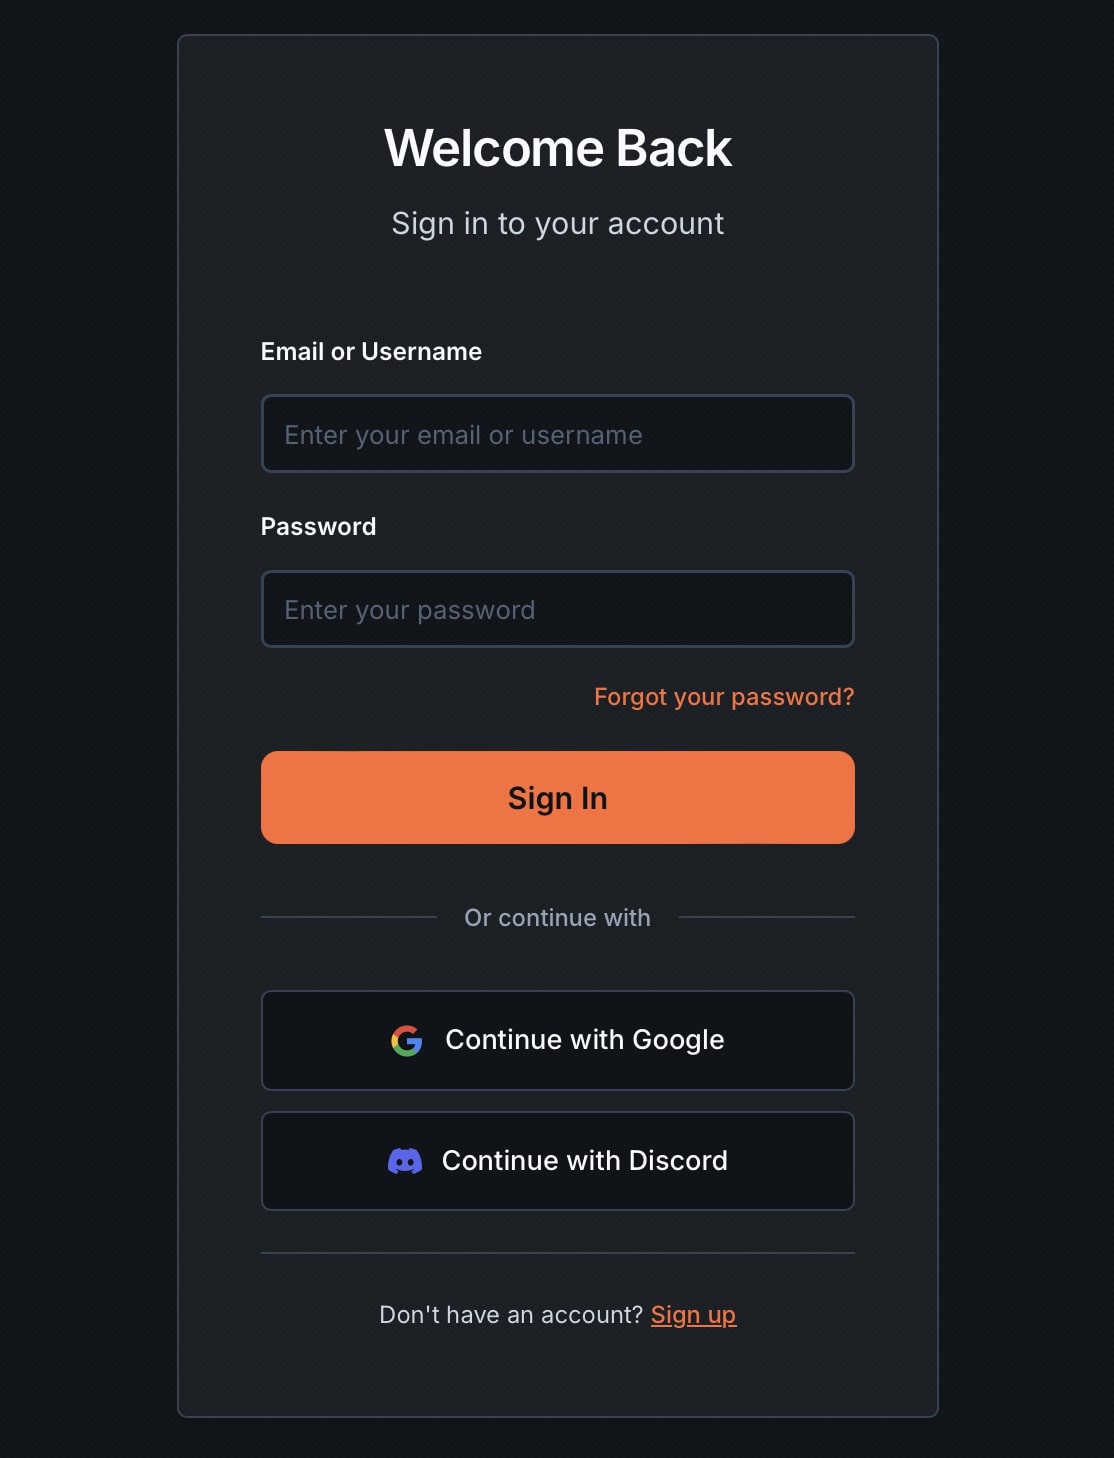 Welcome Back
Sign in to your account
Email or Username
Enter your email or username
Password
Enter your password
Forgot your password?
Sign In
Or continue with
Continue with Google
Continue with Discord
Don't have an account? Sign up